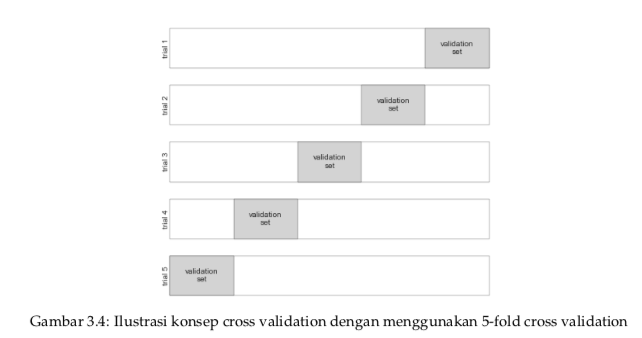 trial 1
validation
set
trial 2
validation
set
trial 3
validation
set
trial 4
validation
set
trial 5
validation
set
Gambar 3.4: Ilustrasi konsep cross validation dengan menggunakan 5-fold cross validation